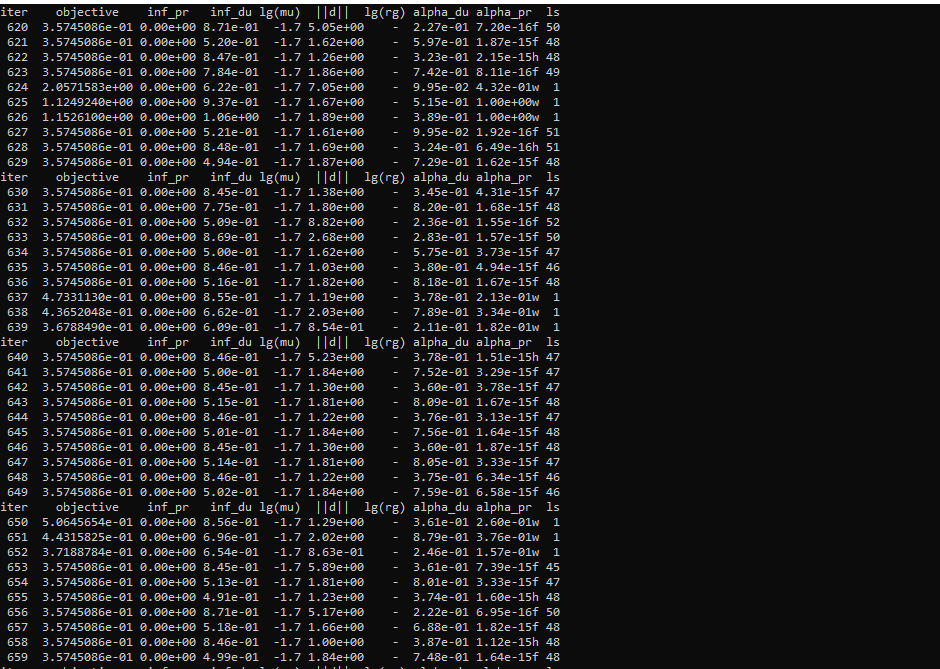 iter    objective    inf_pr   inf_du lg(mu)  ||d||  lg(rg) alpha_du alpha_pr  ls
 620  3.5745086e-01 0.00e+00 8.71e-01  -1.7 5.05e+00    -  2.27e-01 7.20e-16f 50
 621  3.5745086e-01 0.00e+00 5.20e-01  -1.7 1.62e+00    -  5.97e-01 1.87e-15f 48
 622  3.5745086e-01 0.00e+00 8.47e-01  -1.7 1.26e+00    -  3.23e-01 2.15e-15h 48
 623  3.5745086e-01 0.00e+00 7.84e-01  -1.7 1.86e+00    -  7.42e-01 8.11e-16f 49
 624  2.0571583e+00 0.00e+00 6.22e-01  -1.7 7.05e+00    -  9.95e-02 4.32e-01w  1
 625  1.1249240e+00 0.00e+00 9.37e-01  -1.7 1.67e+00    -  5.15e-01 1.00e+00w  1
 626  1.1526100e+00 0.00e+00 1.06e+00  -1.7 1.89e+00    -  3.89e-01 1.00e+00w  1
 627  3.5745086e-01 0.00e+00 5.21e-01  -1.7 1.61e+00    -  9.95e-02 1.92e-16f 51
 628  3.5745086e-01 0.00e+00 8.48e-01  -1.7 1.69e+00    -  3.24e-01 6.49e-16h 51
 629  3.5745086e-01 0.00e+00 4.94e-01  -1.7 1.87e+00    -  7.29e-01 1.62e-15f 48
iter    objective    inf_pr   inf_du lg(mu)  ||d||  lg(rg) alpha_du alpha_pr  ls
 630  3.5745086e-01 0.00e+00 8.45e-01  -1.7 1.38e+00    -  3.45e-01 4.31e-15f 47
 631  3.5745086e-01 0.00e+00 7.75e-01  -1.7 1.80e+00    -  8.20e-01 1.68e-15f 48
 632  3.5745086e-01 0.00e+00 5.09e-01  -1.7 8.82e+00    -  2.36e-01 1.55e-16f 52
 633  3.5745086e-01 0.00e+00 8.69e-01  -1.7 2.68e+00    -  2.83e-01 1.57e-15f 50
 634  3.5745086e-01 0.00e+00 5.00e-01  -1.7 1.62e+00    -  5.75e-01 3.73e-15f 47
 635  3.5745086e-01 0.00e+00 8.46e-01  -1.7 1.03e+00    -  3.80e-01 4.94e-15f 46
 636  3.5745086e-01 0.00e+00 5.16e-01  -1.7 1.82e+00    -  8.18e-01 1.67e-15f 48
 637  4.7331130e-01 0.00e+00 8.55e-01  -1.7 1.19e+00    -  3.78e-01 2.13e-01w  1
 638  4.3652048e-01 0.00e+00 6.62e-01  -1.7 2.03e+00    -  7.89e-01 3.34e-01w  1
 639  3.6788490e-01 0.00e+00 6.09e-01  -1.7 8.54e-01    -  2.11e-01 1.82e-01w  1
iter    objective    inf_pr   inf_du lg(mu)  ||d||  lg(rg) alpha_du alpha_pr  ls
 640  3.5745086e-01 0.00e+00 8.46e-01  -1.7 5.23e+00    -  3.78e-01 1.51e-15h 47
 641  3.5745086e-01 0.00e+00 5.00e-01  -1.7 1.84e+00    -  7.52e-01 3.29e-15f 47
 642  3.5745086e-01 0.00e+00 8.45e-01  -1.7 1.30e+00    -  3.60e-01 3.78e-15f 47
 643  3.5745086e-01 0.00e+00 5.15e-01  -1.7 1.81e+00    -  8.09e-01 1.67e-15f 48
 644  3.5745086e-01 0.00e+00 8.46e-01  -1.7 1.22e+00    -  3.76e-01 3.13e-15f 47
 645  3.5745086e-01 0.00e+00 5.01e-01  -1.7 1.84e+00    -  7.56e-01 1.64e-15f 48
 646  3.5745086e-01 0.00e+00 8.45e-01  -1.7 1.30e+00    -  3.60e-01 1.87e-15f 48
 647  3.5745086e-01 0.00e+00 5.14e-01  -1.7 1.81e+00    -  8.05e-01 3.33e-15f 47
 648  3.5745086e-01 0.00e+00 8.46e-01  -1.7 1.22e+00    -  3.75e-01 6.34e-15f 46
 649  3.5745086e-01 0.00e+00 5.02e-01  -1.7 1.84e+00    -  7.59e-01 6.58e-15f 46
iter    objective    inf_pr   inf_du lg(mu)  ||d||  lg(rg) alpha_du alpha_pr  ls
 650  5.0645654e-01 0.00e+00 8.56e-01  -1.7 1.29e+00    -  3.61e-01 2.60e-01w  1
 651  4.4315825e-01 0.00e+00 6.96e-01  -1.7 2.02e+00    -  8.79e-01 3.76e-01w  1
 652  3.7188784e-01 0.00e+00 6.54e-01  -1.7 8.63e-01    -  2.46e-01 1.57e-01w  1
 653  3.5745086e-01 0.00e+00 8.45e-01  -1.7 5.89e+00    -  3.61e-01 7.39e-15f 45
 654  3.5745086e-01 0.00e+00 5.13e-01  -1.7 1.81e+00    -  8.01e-01 3.33e-15f 47
 655  3.5745086e-01 0.00e+00 4.91e-01  -1.7 1.23e+00    -  3.74e-01 1.60e-15h 48
 656  3.5745086e-01 0.00e+00 8.71e-01  -1.7 5.17e+00    -  2.22e-01 6.95e-16f 50
 657  3.5745086e-01 0.00e+00 5.18e-01  -1.7 1.66e+00    -  6.88e-01 1.82e-15f 48
 658  3.5745086e-01 0.00e+00 8.46e-01  -1.7 1.00e+00    -  3.87e-01 1.12e-15h 48
 659  3.5745086e-01 0.00e+00 4.99e-01  -1.7 1.84e+00    -  7.48e-01 1.64e-15f 48